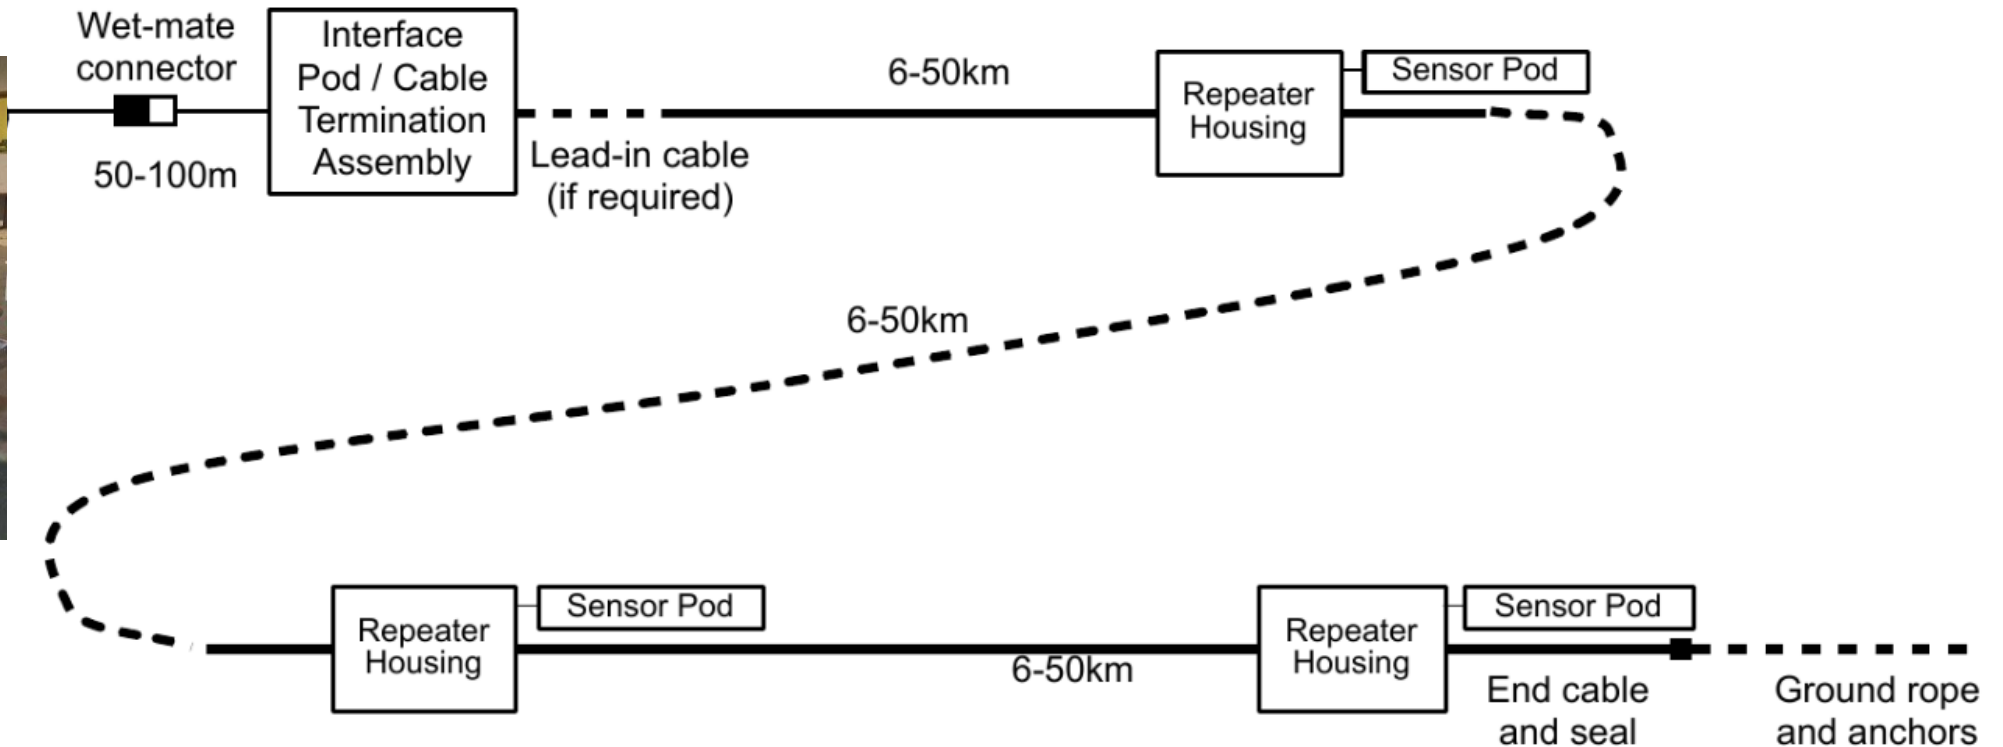 Wet-mate
connector
50-100m
Interface
Pod / Cable
Termination
Assembly
Lead-in cable
(if required)
6-50km
Repeater
Housing
Sensor Pod
6-50km
Repeater
Housing
Sensor Pod
6-50km
Repeater
Housing
Sensor Pod
End cable
and seal
Ground rope
and anchors